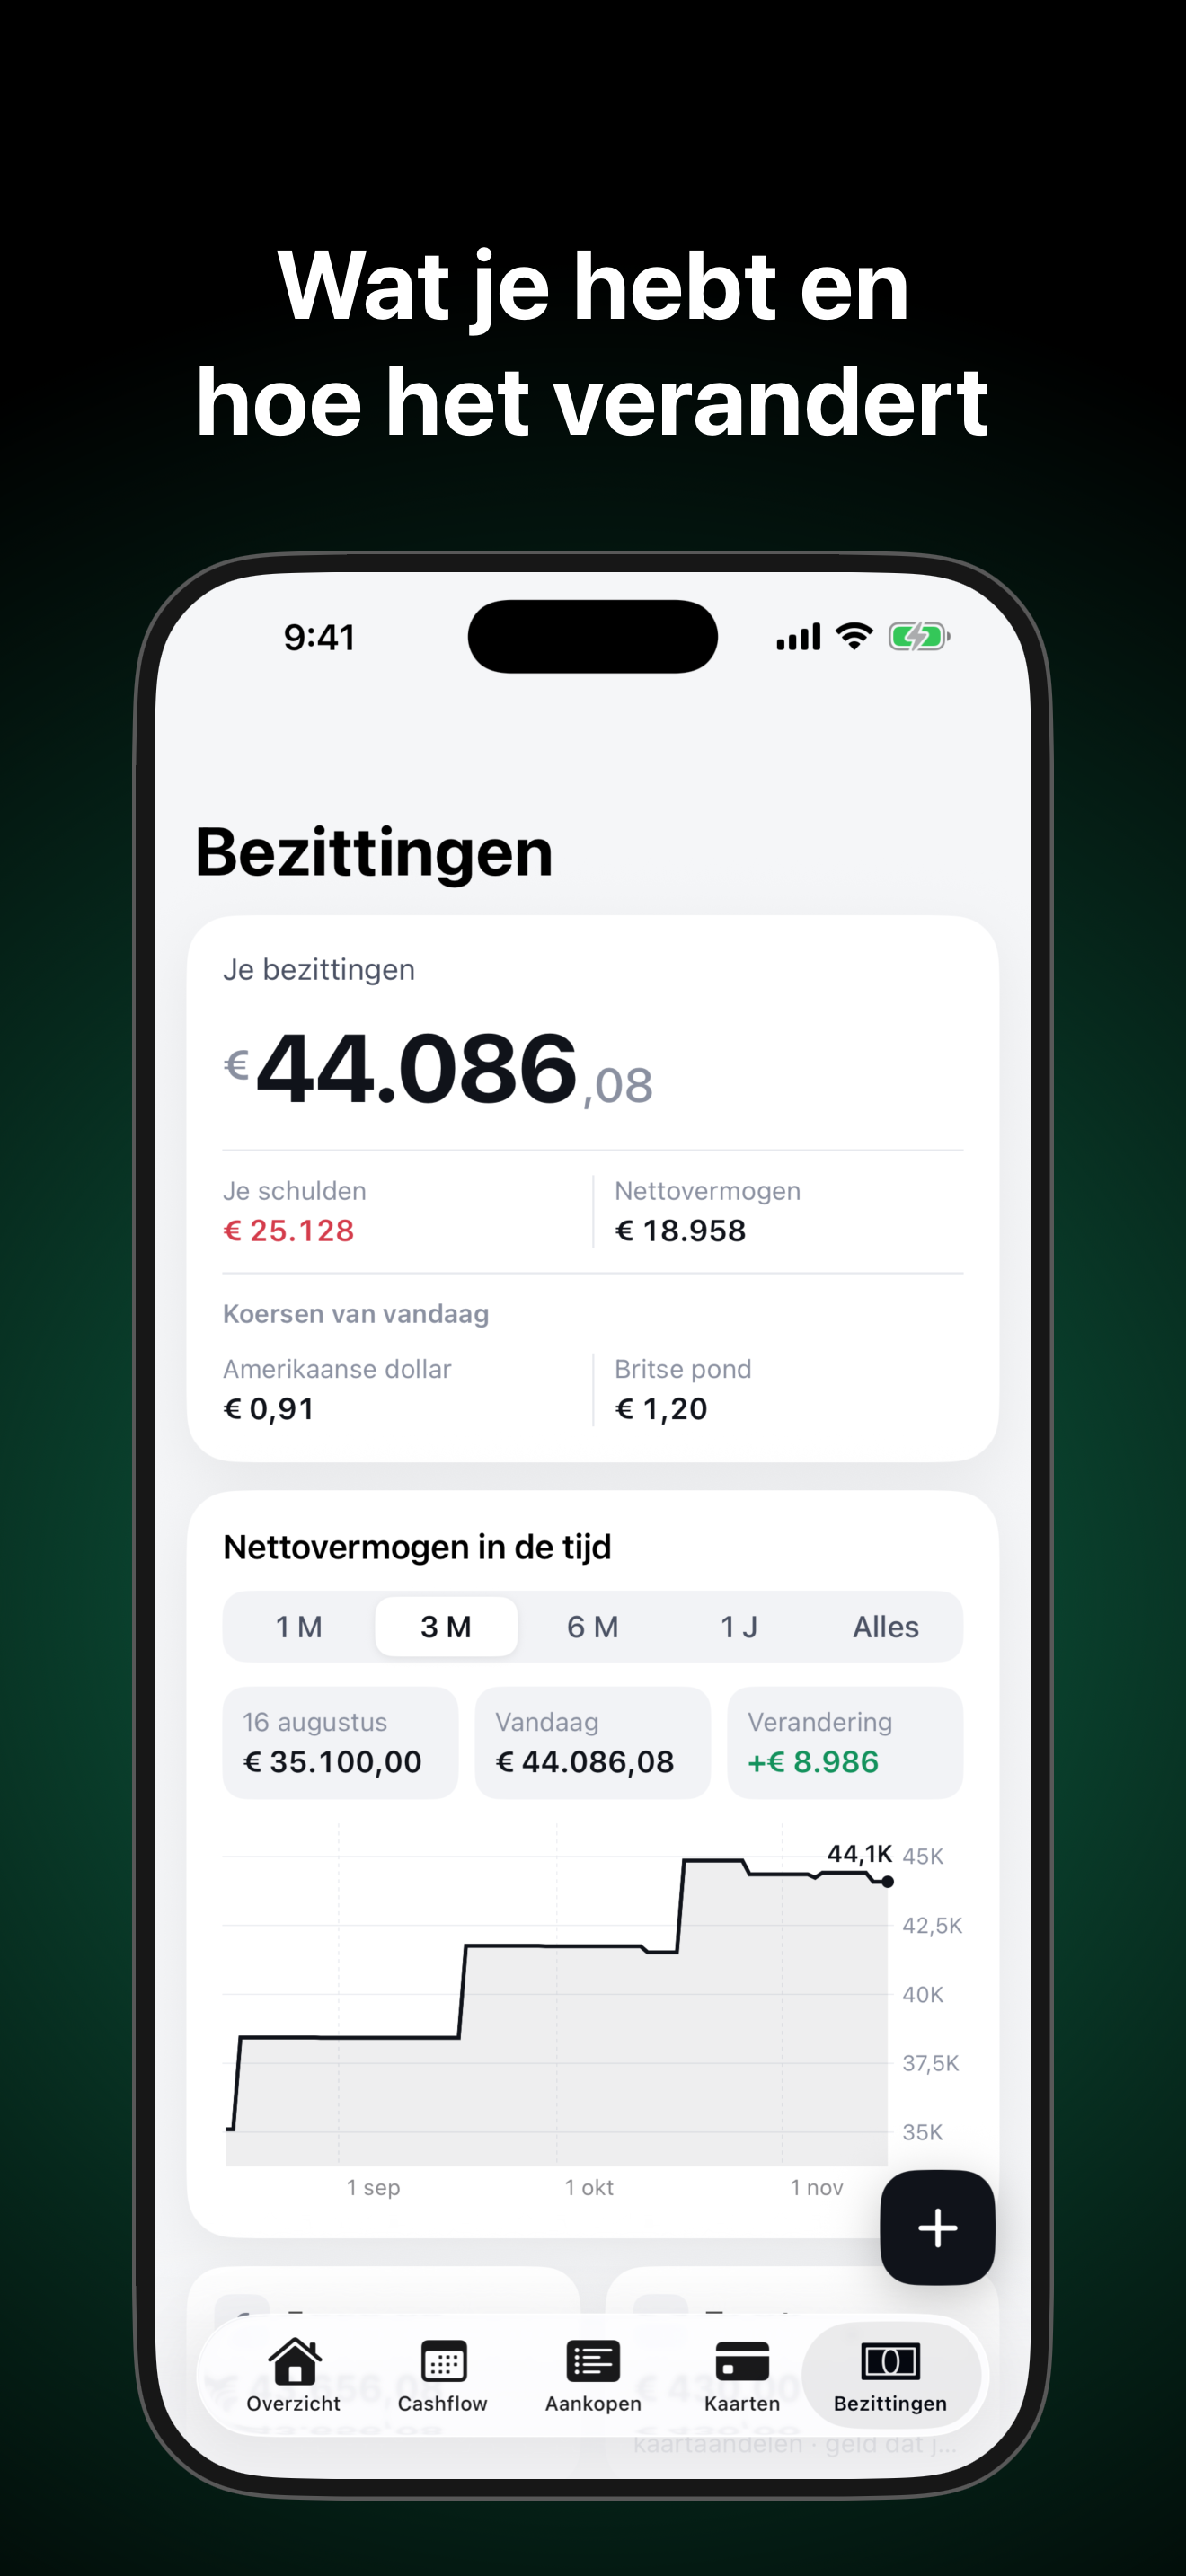 Wat je hebt en
hoe het verandert
9:41
Bezittingen
Je bezittingen
€44.086,08
Je schulden
€ 25.128
Nettovermogen
€ 18.958
Koersen van vandaag
Amerikaanse dollar
€ 0,91
Britse pond
€ 1,20
Nettovermogen in de tijd
1 M 3 M 6 M 1 J Alles
16 augustus
€ 35.100,00
Vandaag
€ 44.086,08
Verandering
+€ 8.986
44,1K
45K
42,5K
40K
37,5K
35K
1 sep 1 okt 1 nov
Overzicht Cashflow Aankopen Kaarten Bezittingen
kaartaandelen · geld dat j...